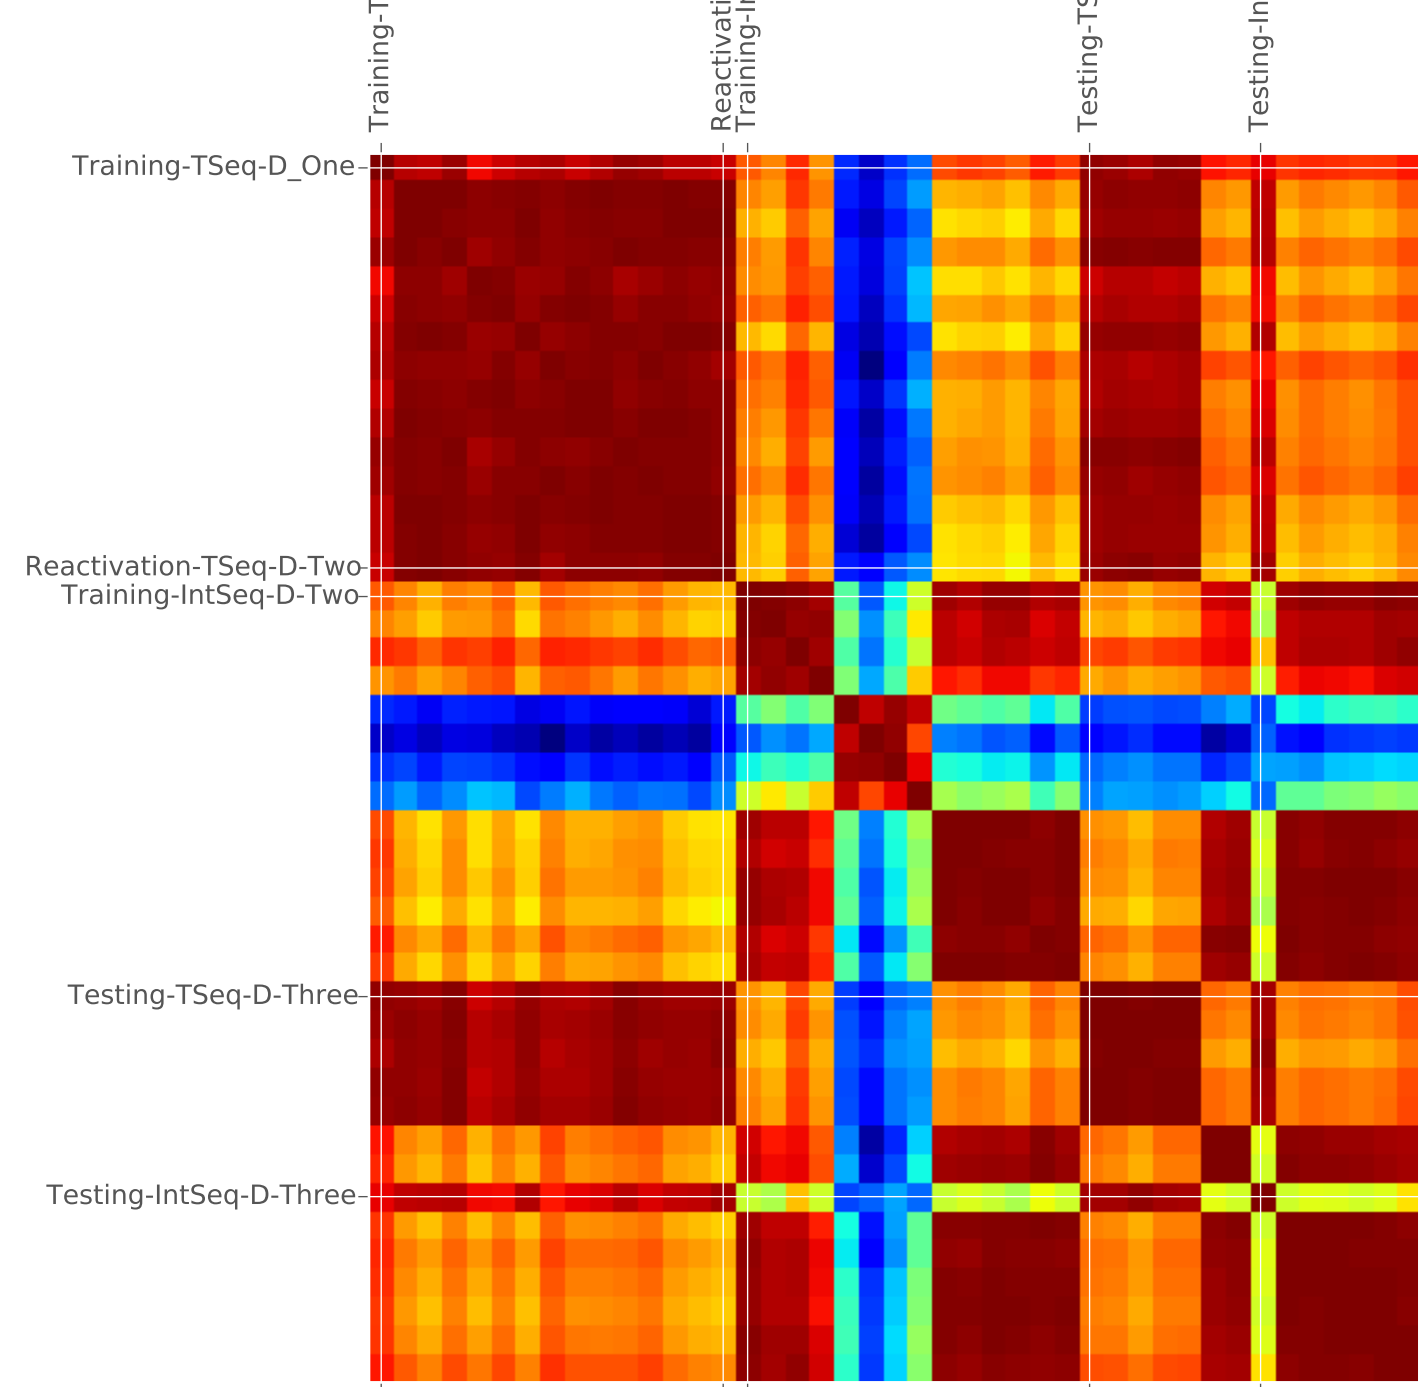 Training-T
Reactivati
Training-In
Testing-TS
Testing-In
Training-TSeq-D_One
Reactivation-TSeq-D-Two
Training-IntSeq-D-Two
Testing-TSeq-D-Three
Testing-IntSeq-D-Three